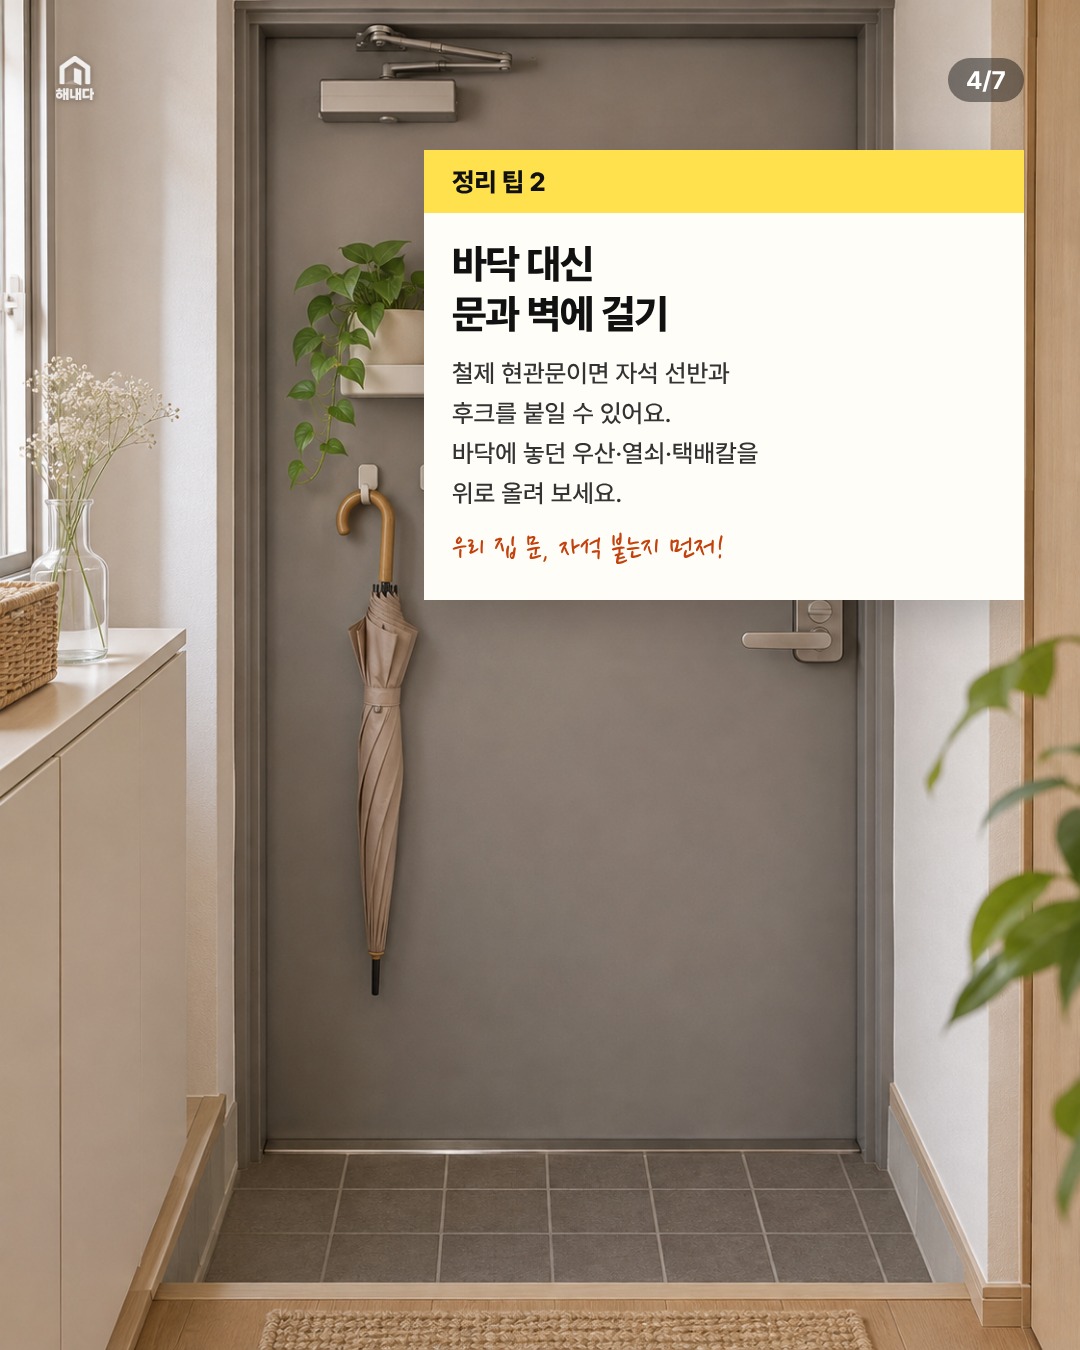 해내다
4/7
정리 팁 2
바닥 대신
문과 벽에 걸기
철제 현관문이면 자석 선반과
후크를 붙일 수 있어요.
바닥에 놓던 우산·열쇠·택배칼을
위로 올려 보세요.
우리 집 문, 자석 붙는지 먼저!